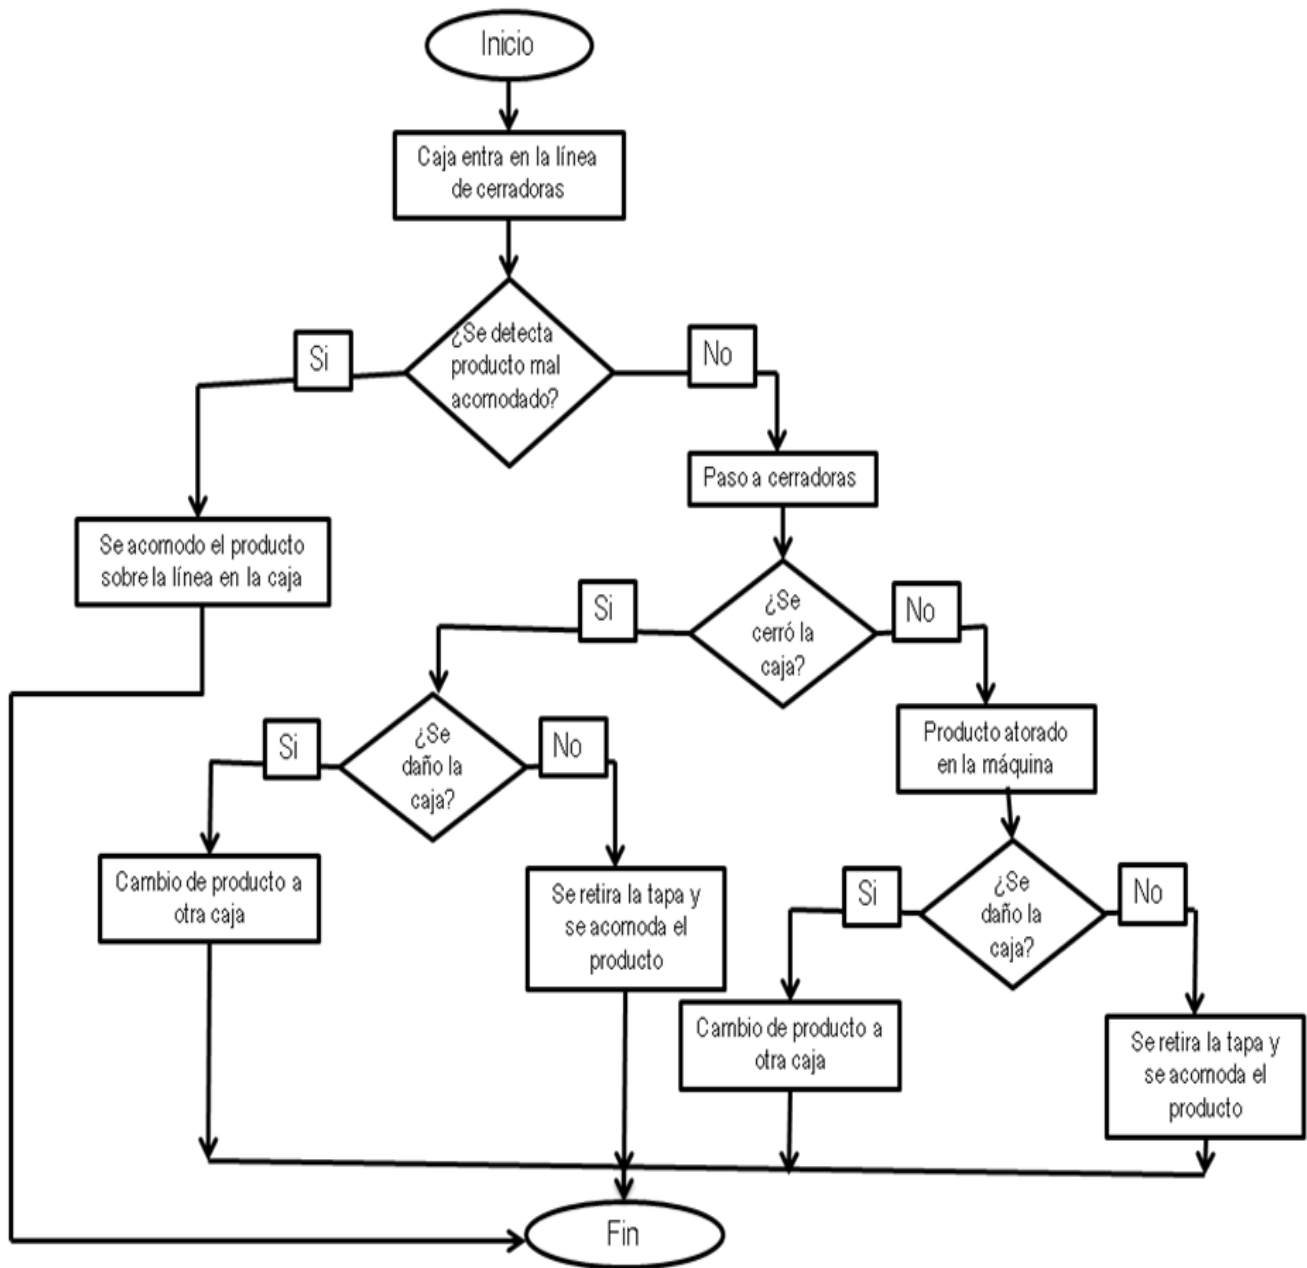 Inicio
Caja entra en la línea
de cerradoras
¿Se detecta
producto mal
acomodado?
Si
No
Paso a cerradoras
Se acomodo el producto
sobre la línea en la caja
¿Se
cerró la
caja?
Si
No
¿Se
daño la
caja?
Si
No
Producto atorado
en la máquina
Cambio de producto a
otra caja
Se retira la tapa y
se acomoda el
producto
¿Se
daño la
caja?
Si
No
Cambio de producto a
otra caja
Se retira la tapa y
se acomoda el
producto
Fin